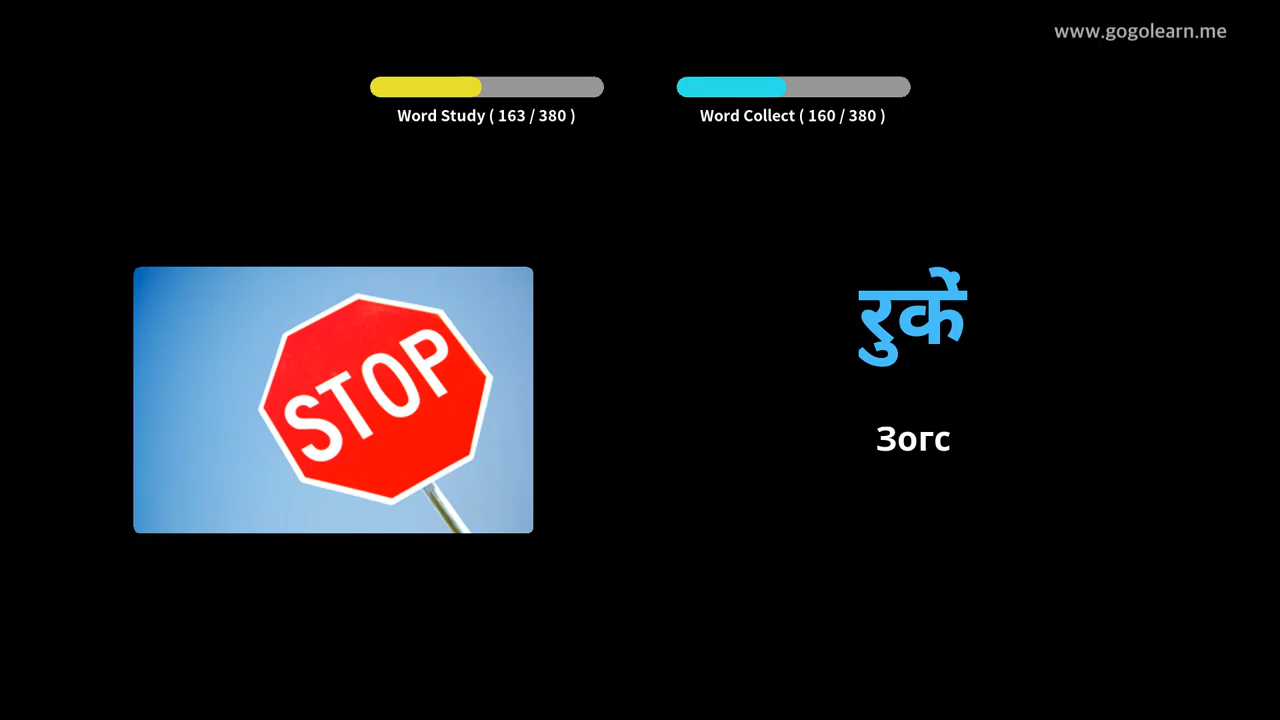 www.gogolearn.me
Word Study ( 163 / 380 )
Word Collect ( 160 / 380 )
STOP
रुकें
Зогс